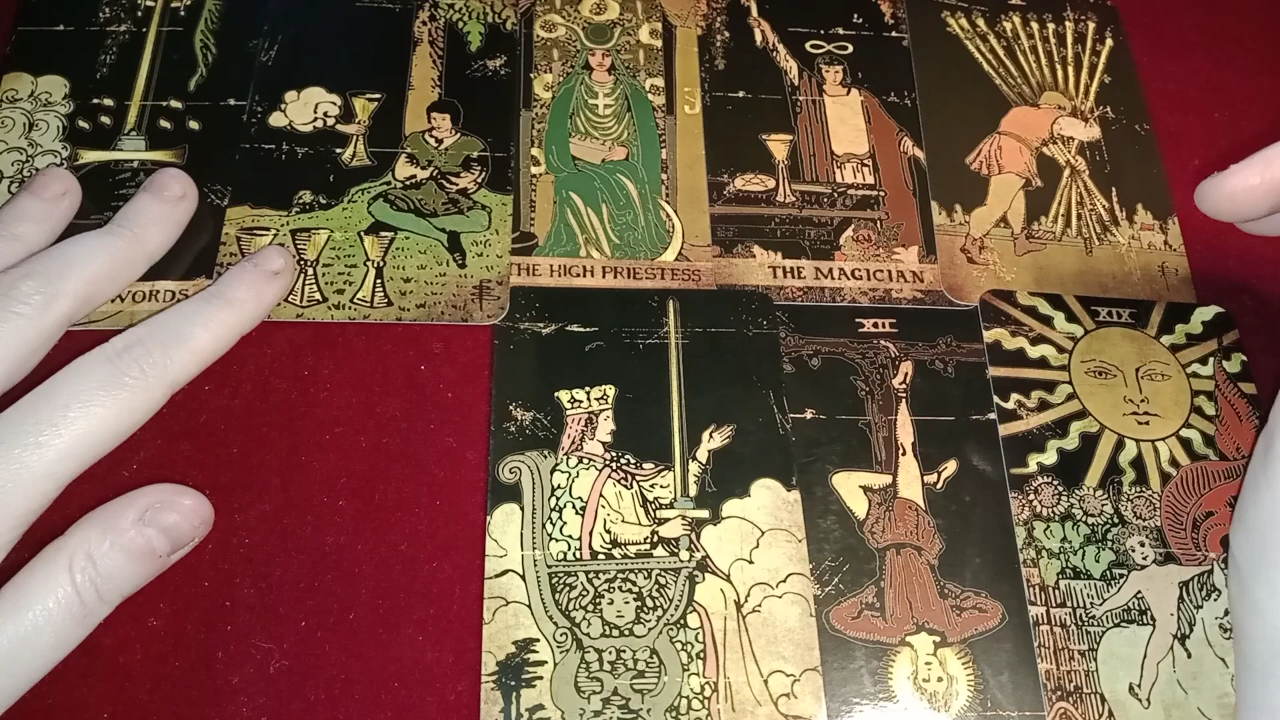 WORDS
THE HIGH PRIESTESS
THE MAGICIAN
XII
XIX